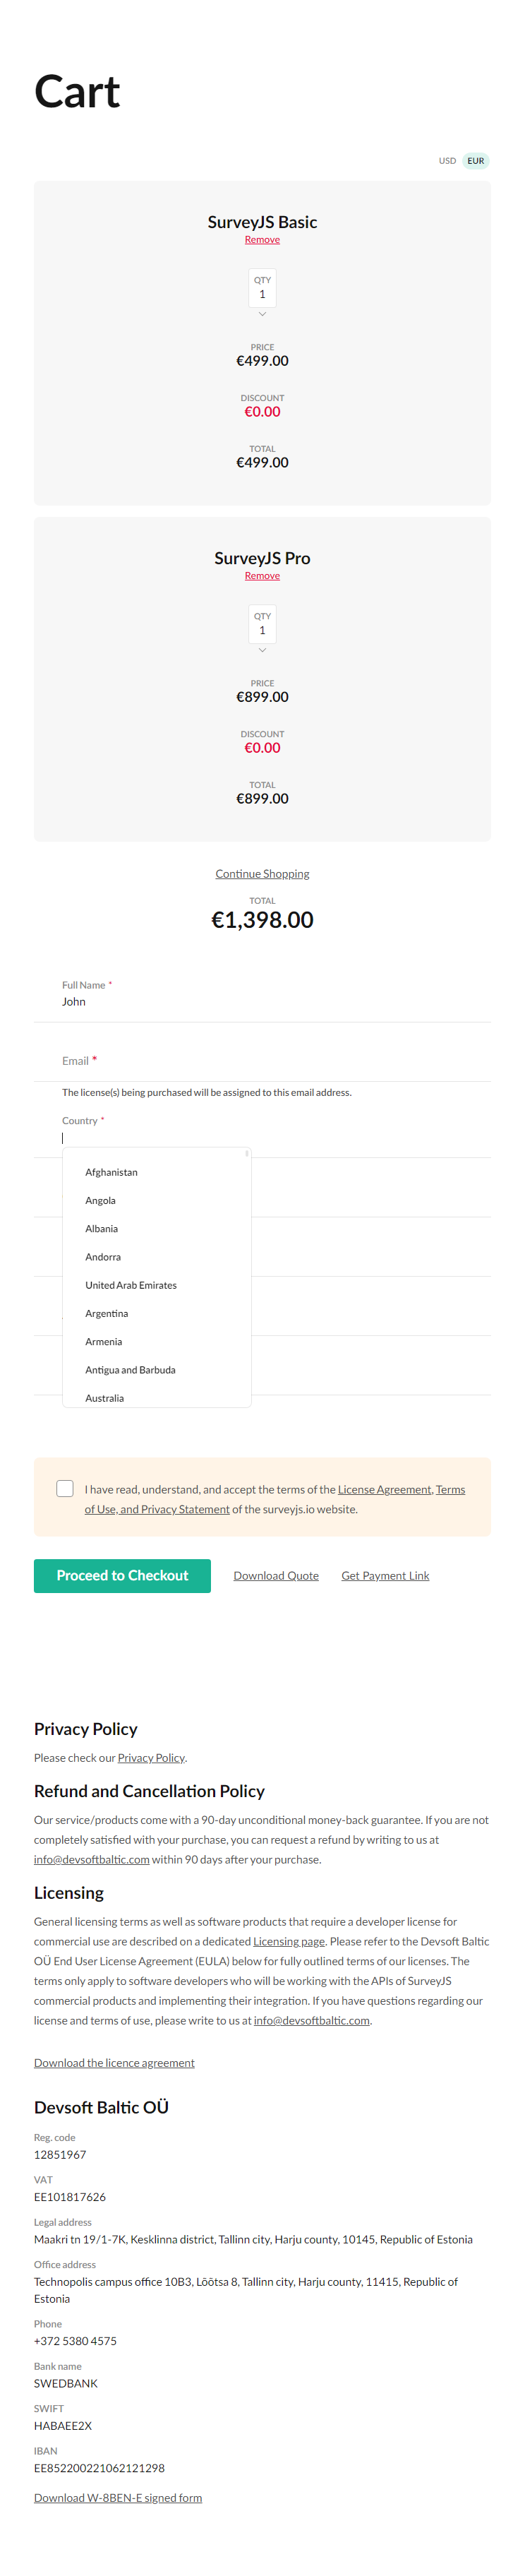 Cart
USD EUR
SurveyJS Basic
Remove
QTY
1
PRICE
€499.00
DISCOUNT
€0.00
TOTAL
€499.00
SurveyJS Pro
Remove
QTY
1
PRICE
€899.00
DISCOUNT
€0.00
TOTAL
€899.00
Continue Shopping
TOTAL
€1,398.00
Full Name *
John
Email *
The license(s) being purchased will be assigned to this email address.
Country *
Afghanistan
Angola
Albania
Andorra
United Arab Emirates
Argentina
Armenia
Antigua and Barbuda
Australia
I have read, understand, and accept the terms of the License Agreement, Terms
of Use, and Privacy Statement of the surveyjs.io website.
Proceed to Checkout Download Quote Get Payment Link
Privacy Policy
Please check our Privacy Policy.
Refund and Cancellation Policy
Our service/products come with a 90-day unconditional money-back guarantee. If you are not
completely satisfied with your purchase, you can request a refund by writing to us at
info@devsoftbaltic.com within 90 days after your purchase.
Licensing
General licensing terms as well as software products that require a developer license for
commercial use are described on a dedicated Licensing page. Please refer to the Devsoft Baltic
OÜ End User License Agreement (EULA) below for fully outlined terms of our licenses. The
terms only apply to software developers who will be working with the APIs of SurveyJS
commercial products and implementing their integration. If you have questions regarding our
license and terms of use, please write to us at info@devsoftbaltic.com.
Download the licence agreement
Devsoft Baltic OÜ
Reg. code
12851967
VAT
EE101817626
Legal address
Maakri tn 19/1-7K, Kesklinna district, Tallinn city, Harju county, 10145, Republic of Estonia
Office address
Technopolis campus office 10B3, Lõõtsa 8, Tallinn city, Harju county, 11415, Republic of
Estonia
Phone
+372 5380 4575
Bank name
SWEDBANK
SWIFT
HABAEE2X
IBAN
EE852200221062121298
Download W-8BEN-E signed form